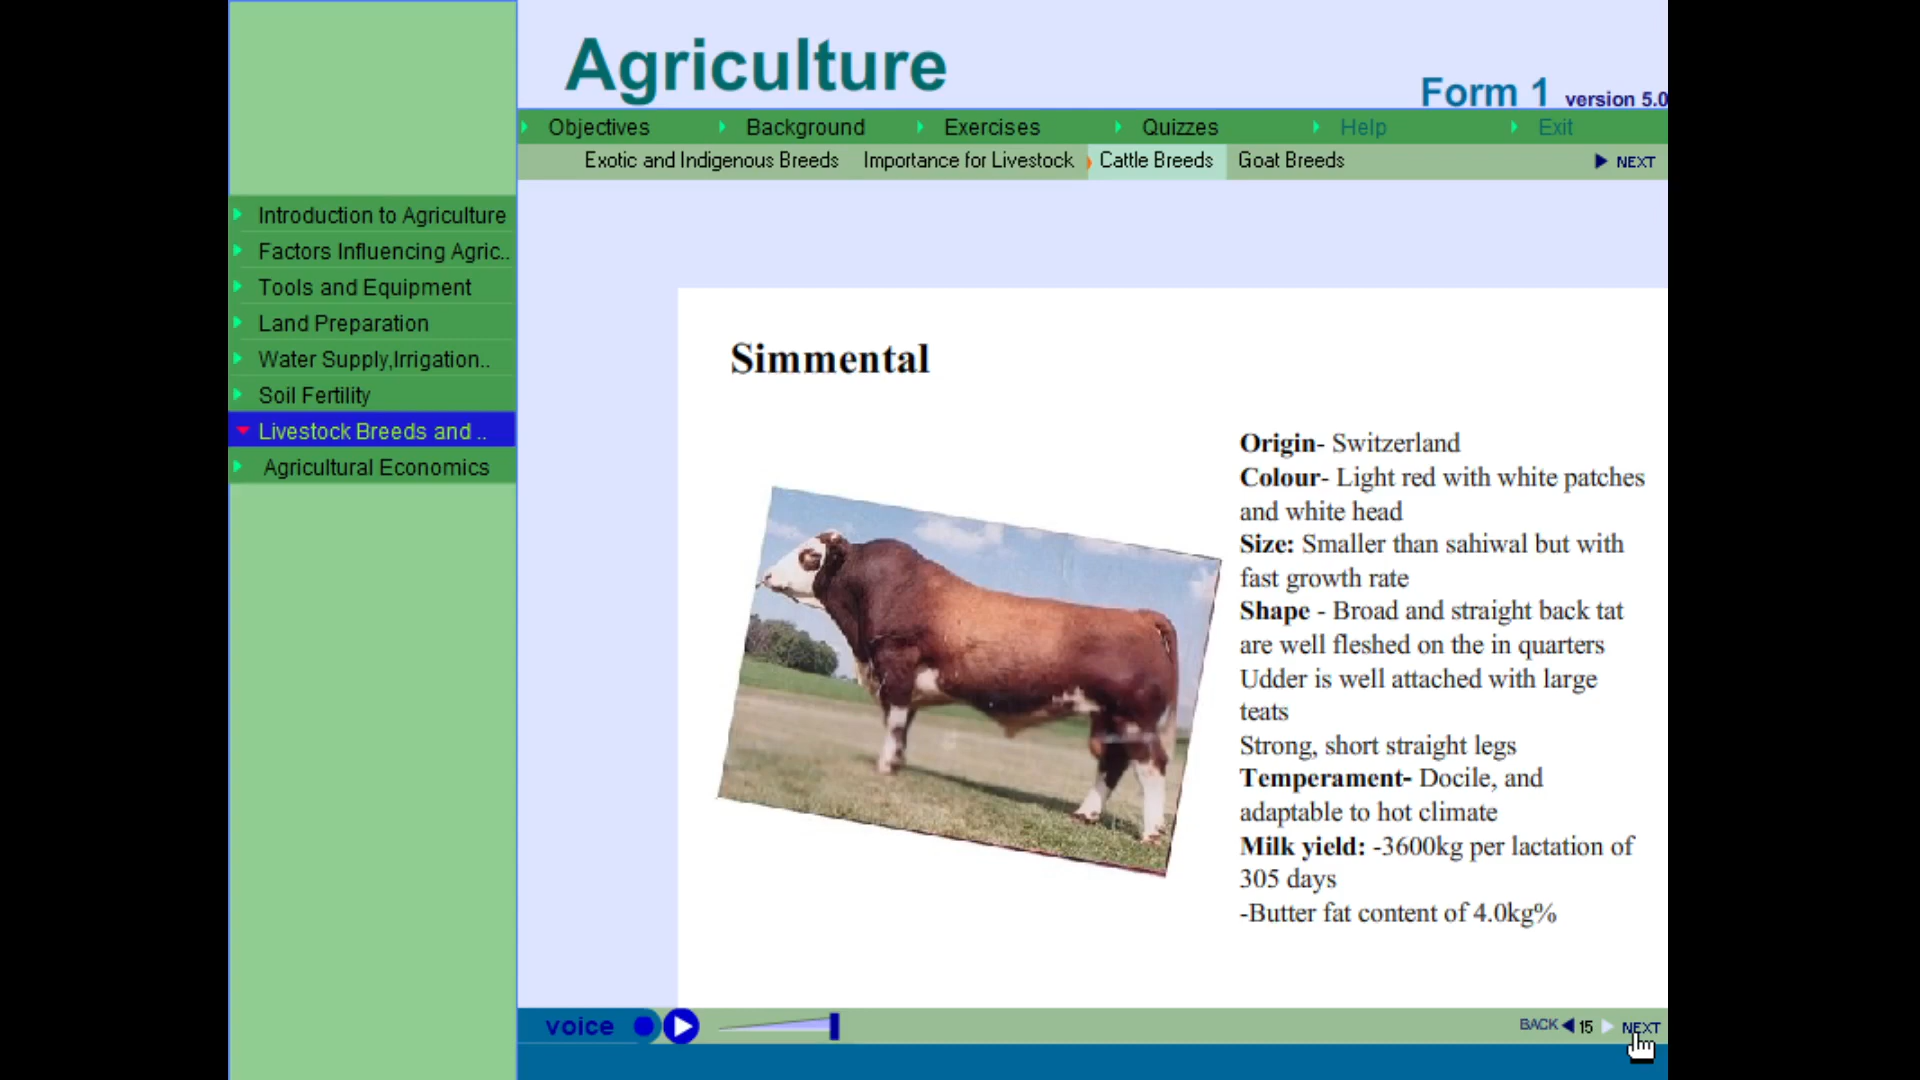 Agriculture
Form 1 version 5.0
Objectives Background Exercises Quizzes Help Exit
Exotic and Indigenous Breeds Importance for Livestock Cattle Breeds Goat Breeds NEXT
Introduction to Agriculture
Factors Influencing Agric..
Tools and Equipment
Land Preparation
Water Supply,Irrigation..
Soil Fertility
Livestock Breeds and ..
Agricultural Economics
Simmental
Origin- Switzerland
Colour- Light red with white patches
and white head
Size: Smaller than sahiwal but with
fast growth rate
Shape - Broad and straight back tat
are well fleshed on the in quarters
Udder is well attached with large
teats
Strong, short straight legs
Temperament- Docile, and
adaptable to hot climate
Milk yield: -3600kg per lactation of
305 days
-Butter fat content of 4.0kg%
voice
BACK 15 NEXT